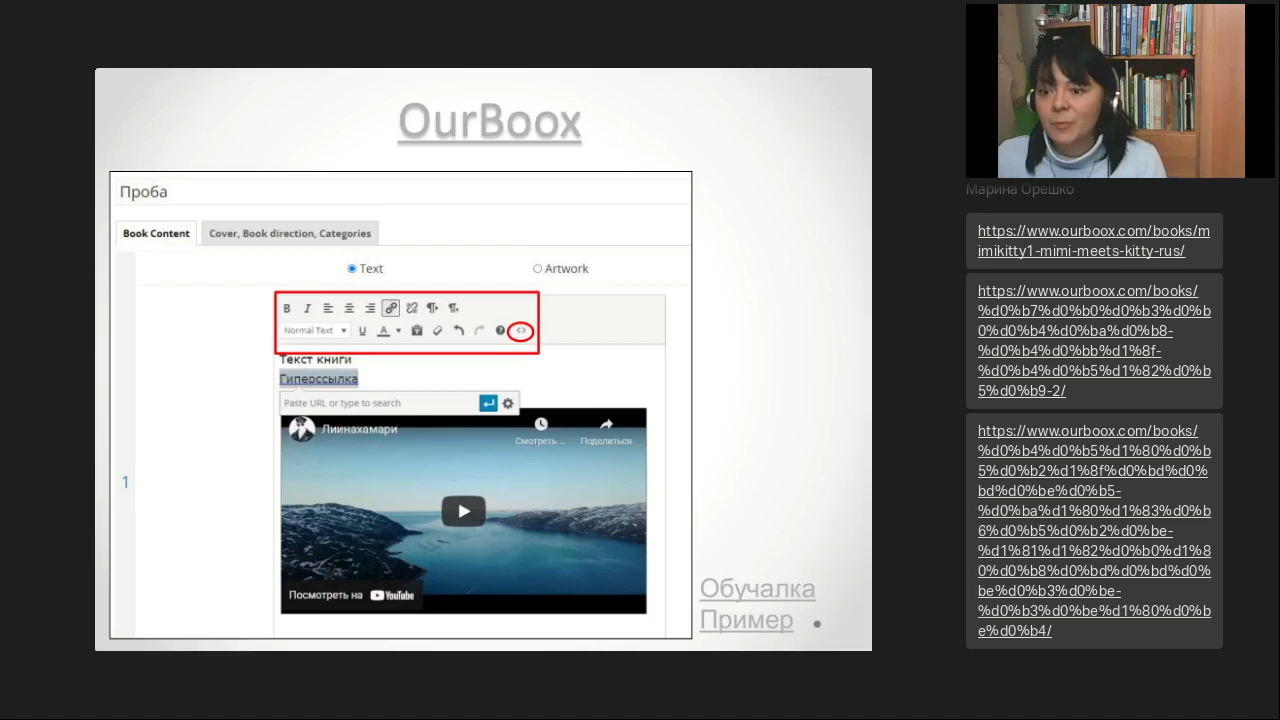 OurBoox
Проба
Book Content
Cover, Book direction, Categories
Text
Artwork
B I
Normal Text U A
Текст книги
Гиперссылка
Paste URL or type to search
Лиинахамари
Смотреть ...
Поделиться
1
Посмотреть на YouTube
Обучалка
Пример
Марина Орешко
https://www.ourboox.com/books/m
imikitty1-mimi-meets-kitty-rus/
https://www.ourboox.com/books/
%d0%b7%d0%b0%d0%b3%d0%b
0%d0%b4%d0%ba%d0%b8-
%d0%b4%d0%bb%d1%8f-
%d0%b4%d0%b5%d1%82%d0%b
5%d0%b9-2/
https://www.ourboox.com/books/
%d0%b4%d0%b5%d1%80%d0%b
5%d0%b2%d1%8f%d0%bd%d0%
bd%d0%be%d0%b5-
%d0%ba%d1%80%d1%83%d0%b
6%d0%b5%d0%b2%d0%be-
%d1%81%d1%82%d0%b0%d1%8
0%d0%b8%d0%bd%d0%bd%d0%
be%d0%b3%d0%be-
%d0%b3%d0%be%d1%80%d0%b
e%d0%b4/